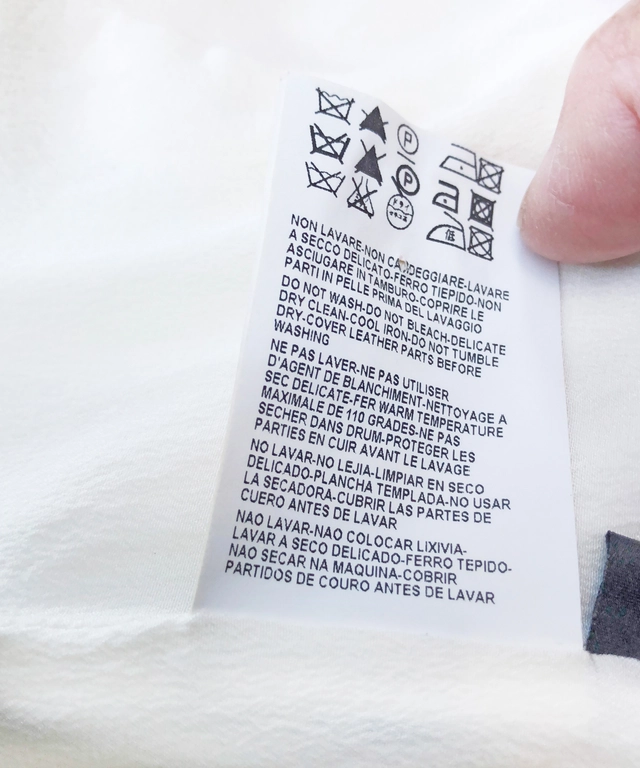 P
P
ドライ
低
NON LAVARE-NON CANDEGGIARE-LAVARE
A SECCO DELICATO-FERRO TIEPIDO-NON
ASCIUGARE IN TAMBURO-COPRIRE LE
PARTI IN PELLE PRIMA DEL LAVAGGIO
DO NOT WASH-DO NOT BLEACH-DELICATE
DRY CLEAN-COOL IRON-DO NOT TUMBLE
DRY-COVER LEATHER PARTS BEFORE
WASHING
NE PAS LAVER-NE PAS UTILISER
D'AGENT DE BLANCHIMENT-NETTOYAGE A
SEC DELICATE-FER WARM TEMPERATURE
MAXIMALE DE 110 GRADES-NE PAS
SECHER DANS DRUM-PROTEGER LES
PARTIES EN CUIR AVANT LE LAVAGE
NO LAVAR-NO LEJIA-LIMPIAR EN SECO
DELICADO-PLANCHA TEMPLADA-NO USAR
LA SECADORA-CUBRIR LAS PARTES DE
CUERO ANTES DE LAVAR
NAO LAVAR-NAO COLOCAR LIXIVIA-
LAVAR A SECO DELICADO-FERRO TEPIDO-
NAO SECAR NA MAQUINA-COBRIR
PARTIDOS DE COURO ANTES DE LAVAR